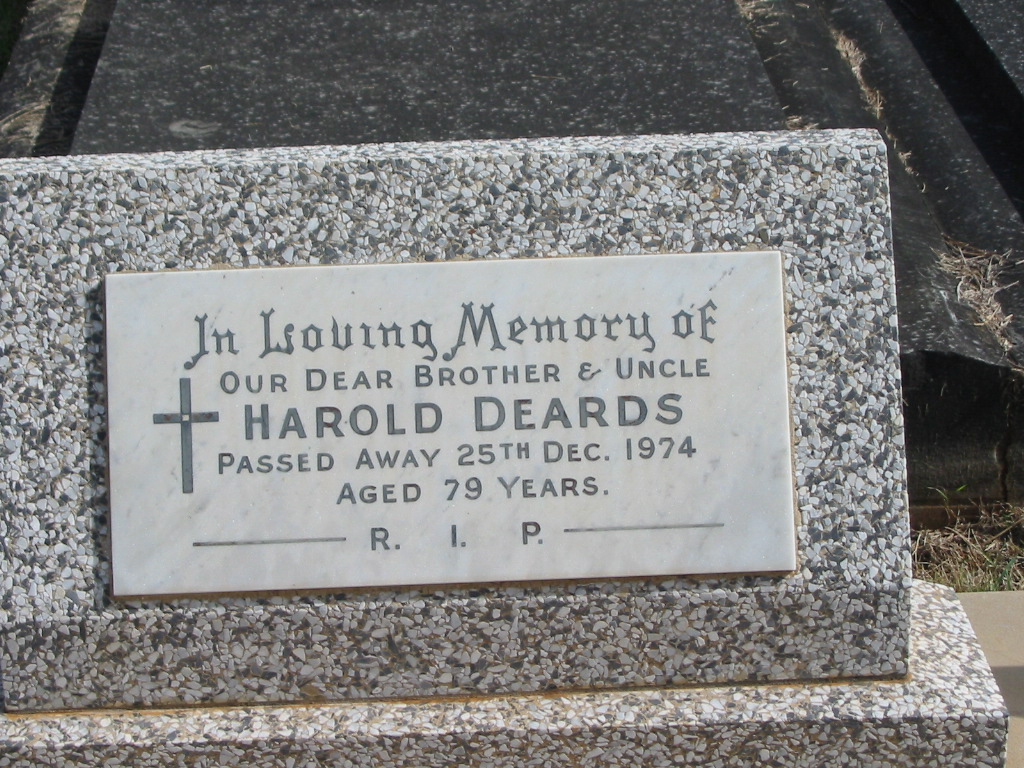 In Loving Memory of
OUR DEAR BROTHER & UNCLE
HAROLD DEARDS
PASSED AWAY 25TH DEC. 1974
AGED 79 YEARS.
R. I. P.